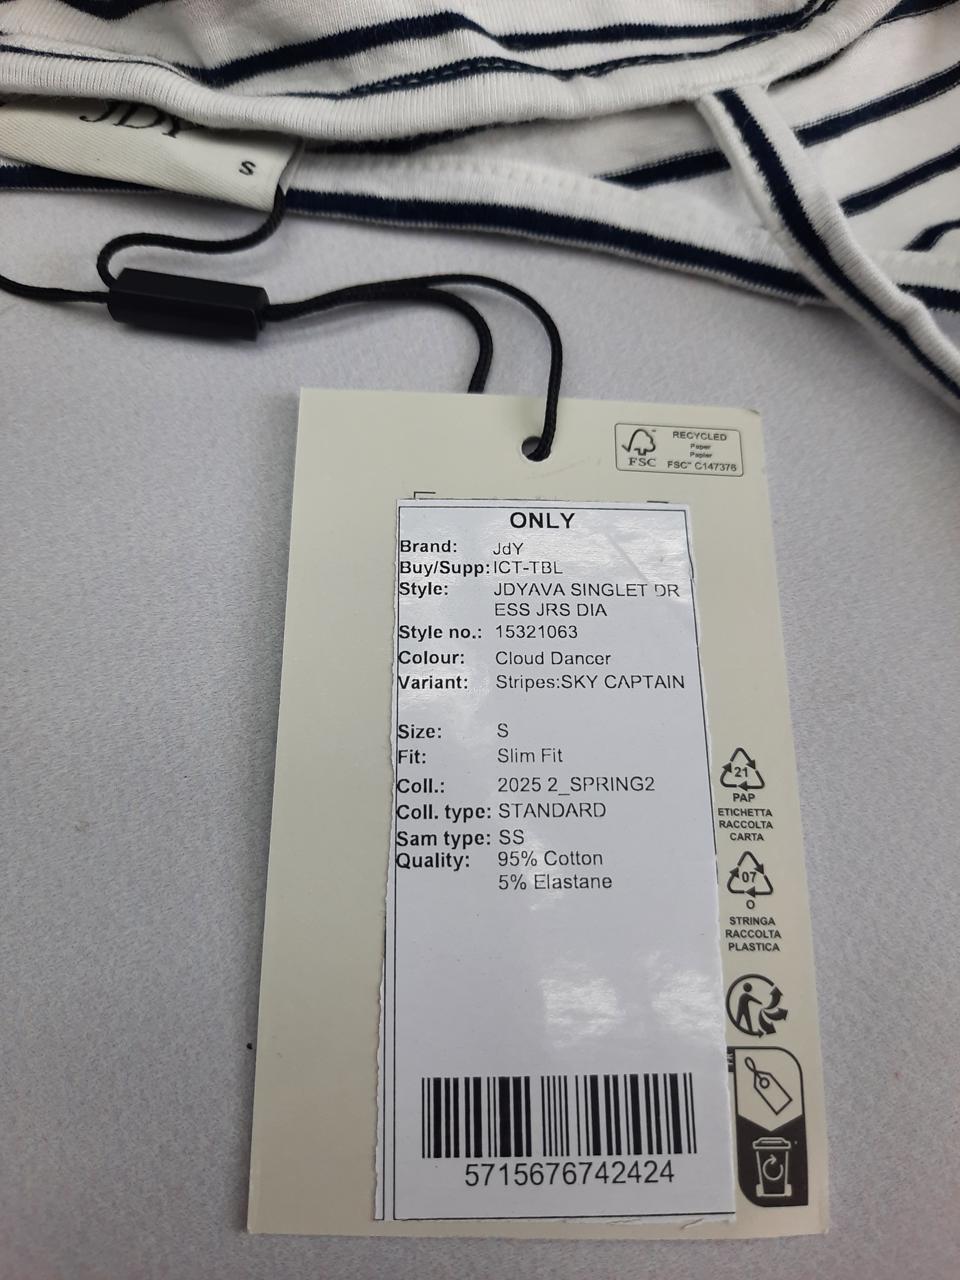 JDY
S
RECYCLED
Paper
Papier
FSC™ C147376
FSC
ONLY
Brand: JdY
Buy/Supp: ICT-TBL
Style: JDYAVA SINGLET DR
ESS JRS DIA
Style no.: 15321063
Colour: Cloud Dancer
Variant: Stripes:SKY CAPTAIN
Size: S
Fit: Slim Fit
Coll.: 2025 2_SPRING2
Coll. type: STANDARD
Sam type: SS
Quality: 95% Cotton
5% Elastane
21
PAP
ETICHETTA
RACCOLTA
CARTA
07
O
STRINGA
RACCOLTA
PLASTICA
FR
5715676742424